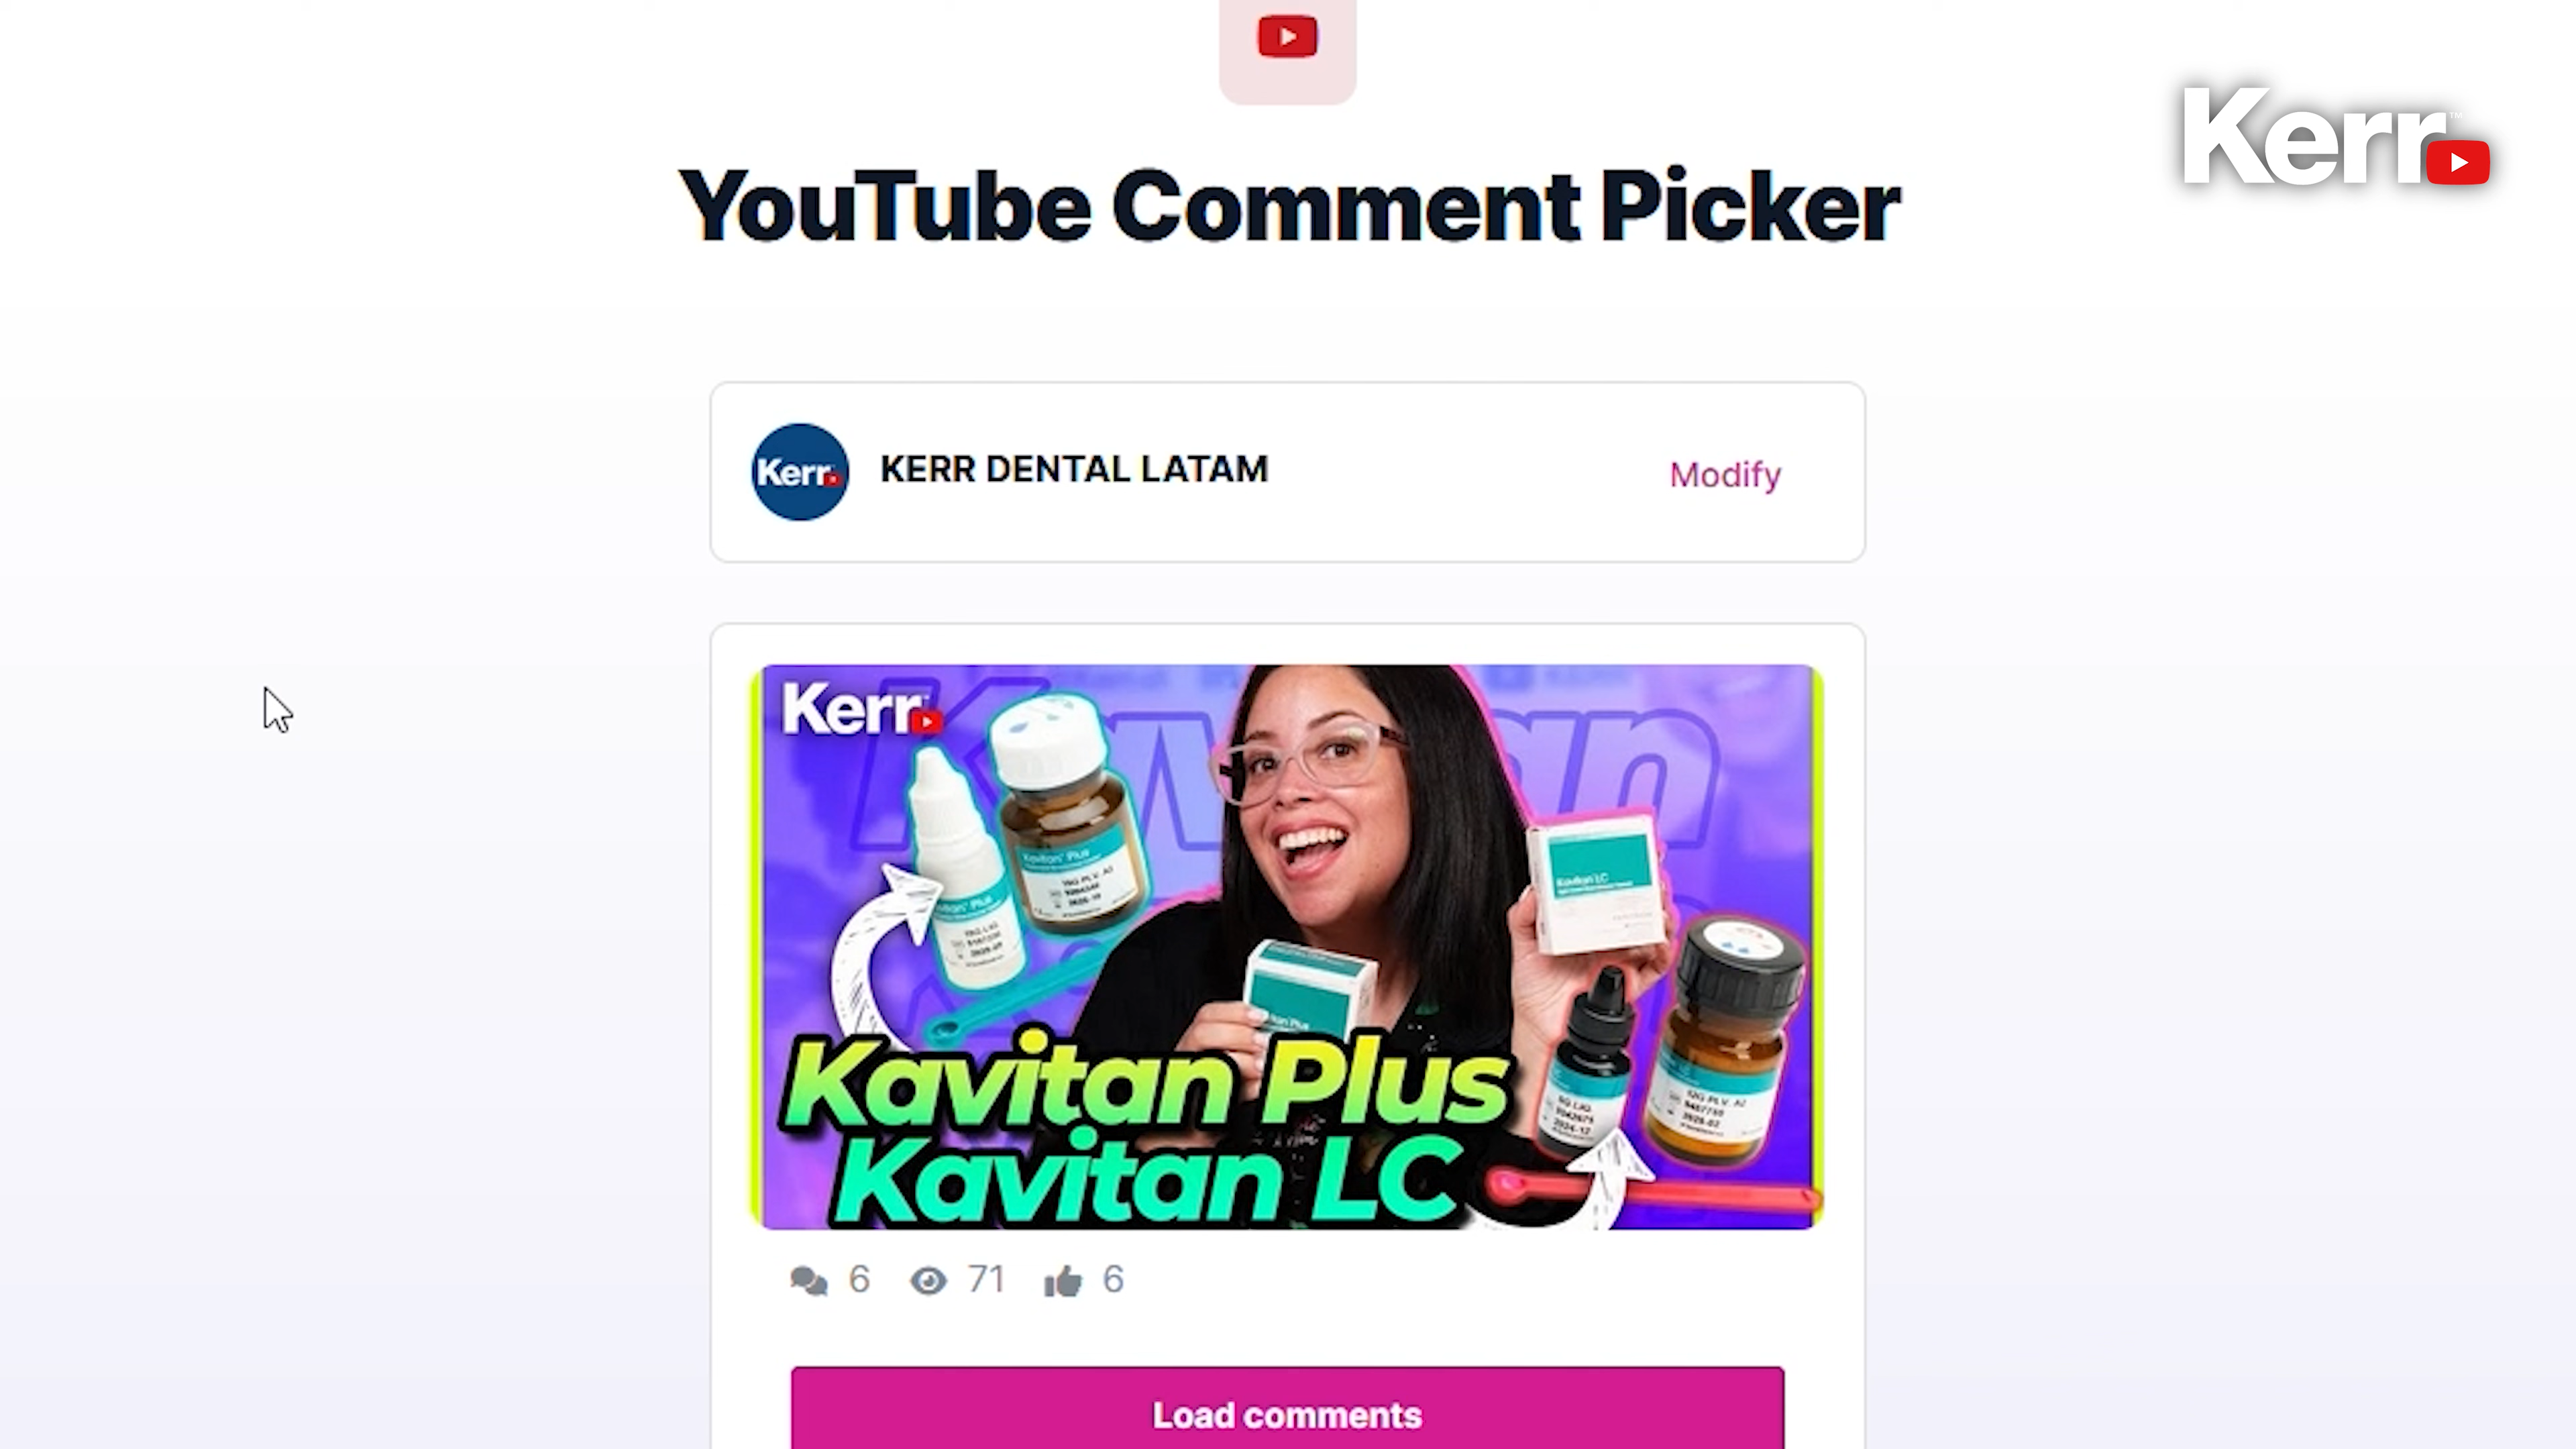 Kerr
YouTube Comment Picker
Kerr
KERR DENTAL LATAM
Modify
Kerr
Kavitan Plus
Kavitan LC
Kavitan Plus
Kavitan LC
6
71
6
Load comments